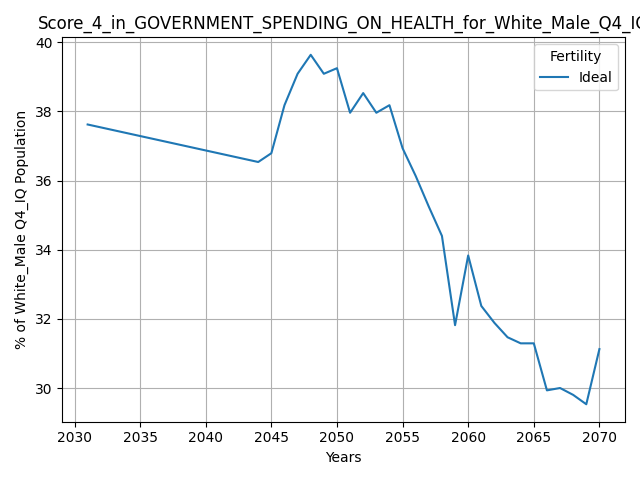 Score_4_in_GOVERNMENT_SPENDING_ON_HEALTH_for_White_Male_Q4_IQ
Fertility
Ideal
% of White_Male Q4_IQ Population
40
38
36
34
32
30
2030 2035 2040 2045 2050 2055 2060 2065 2070
Years